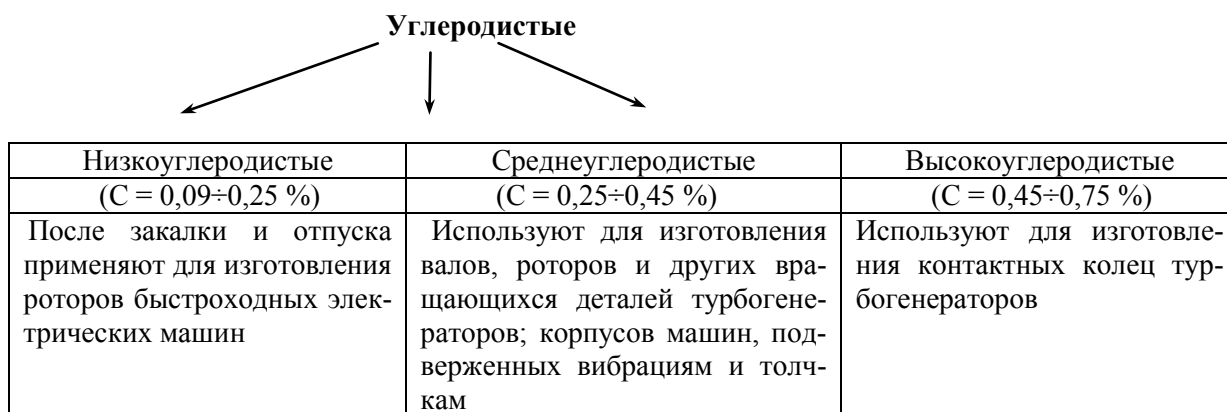 Углеродистые
Низкоуглеродистые
Среднеуглеродистые
Высокоуглеродистые
(С = 0,09÷0,25 %)
(С = 0,25÷0,45 %)
(С = 0,45÷0,75 %)
После закалки и отпуска
применяют для изготовления
роторов быстроходных элек-
трических машин
Используют для изготовления
валов, роторов и других вра-
щающихся деталей турбогене-
раторов; корпусов машин, под-
верженных вибрациям и толч-
кам
Используют для изготовле-
ния контактных колец тур-
богенераторов